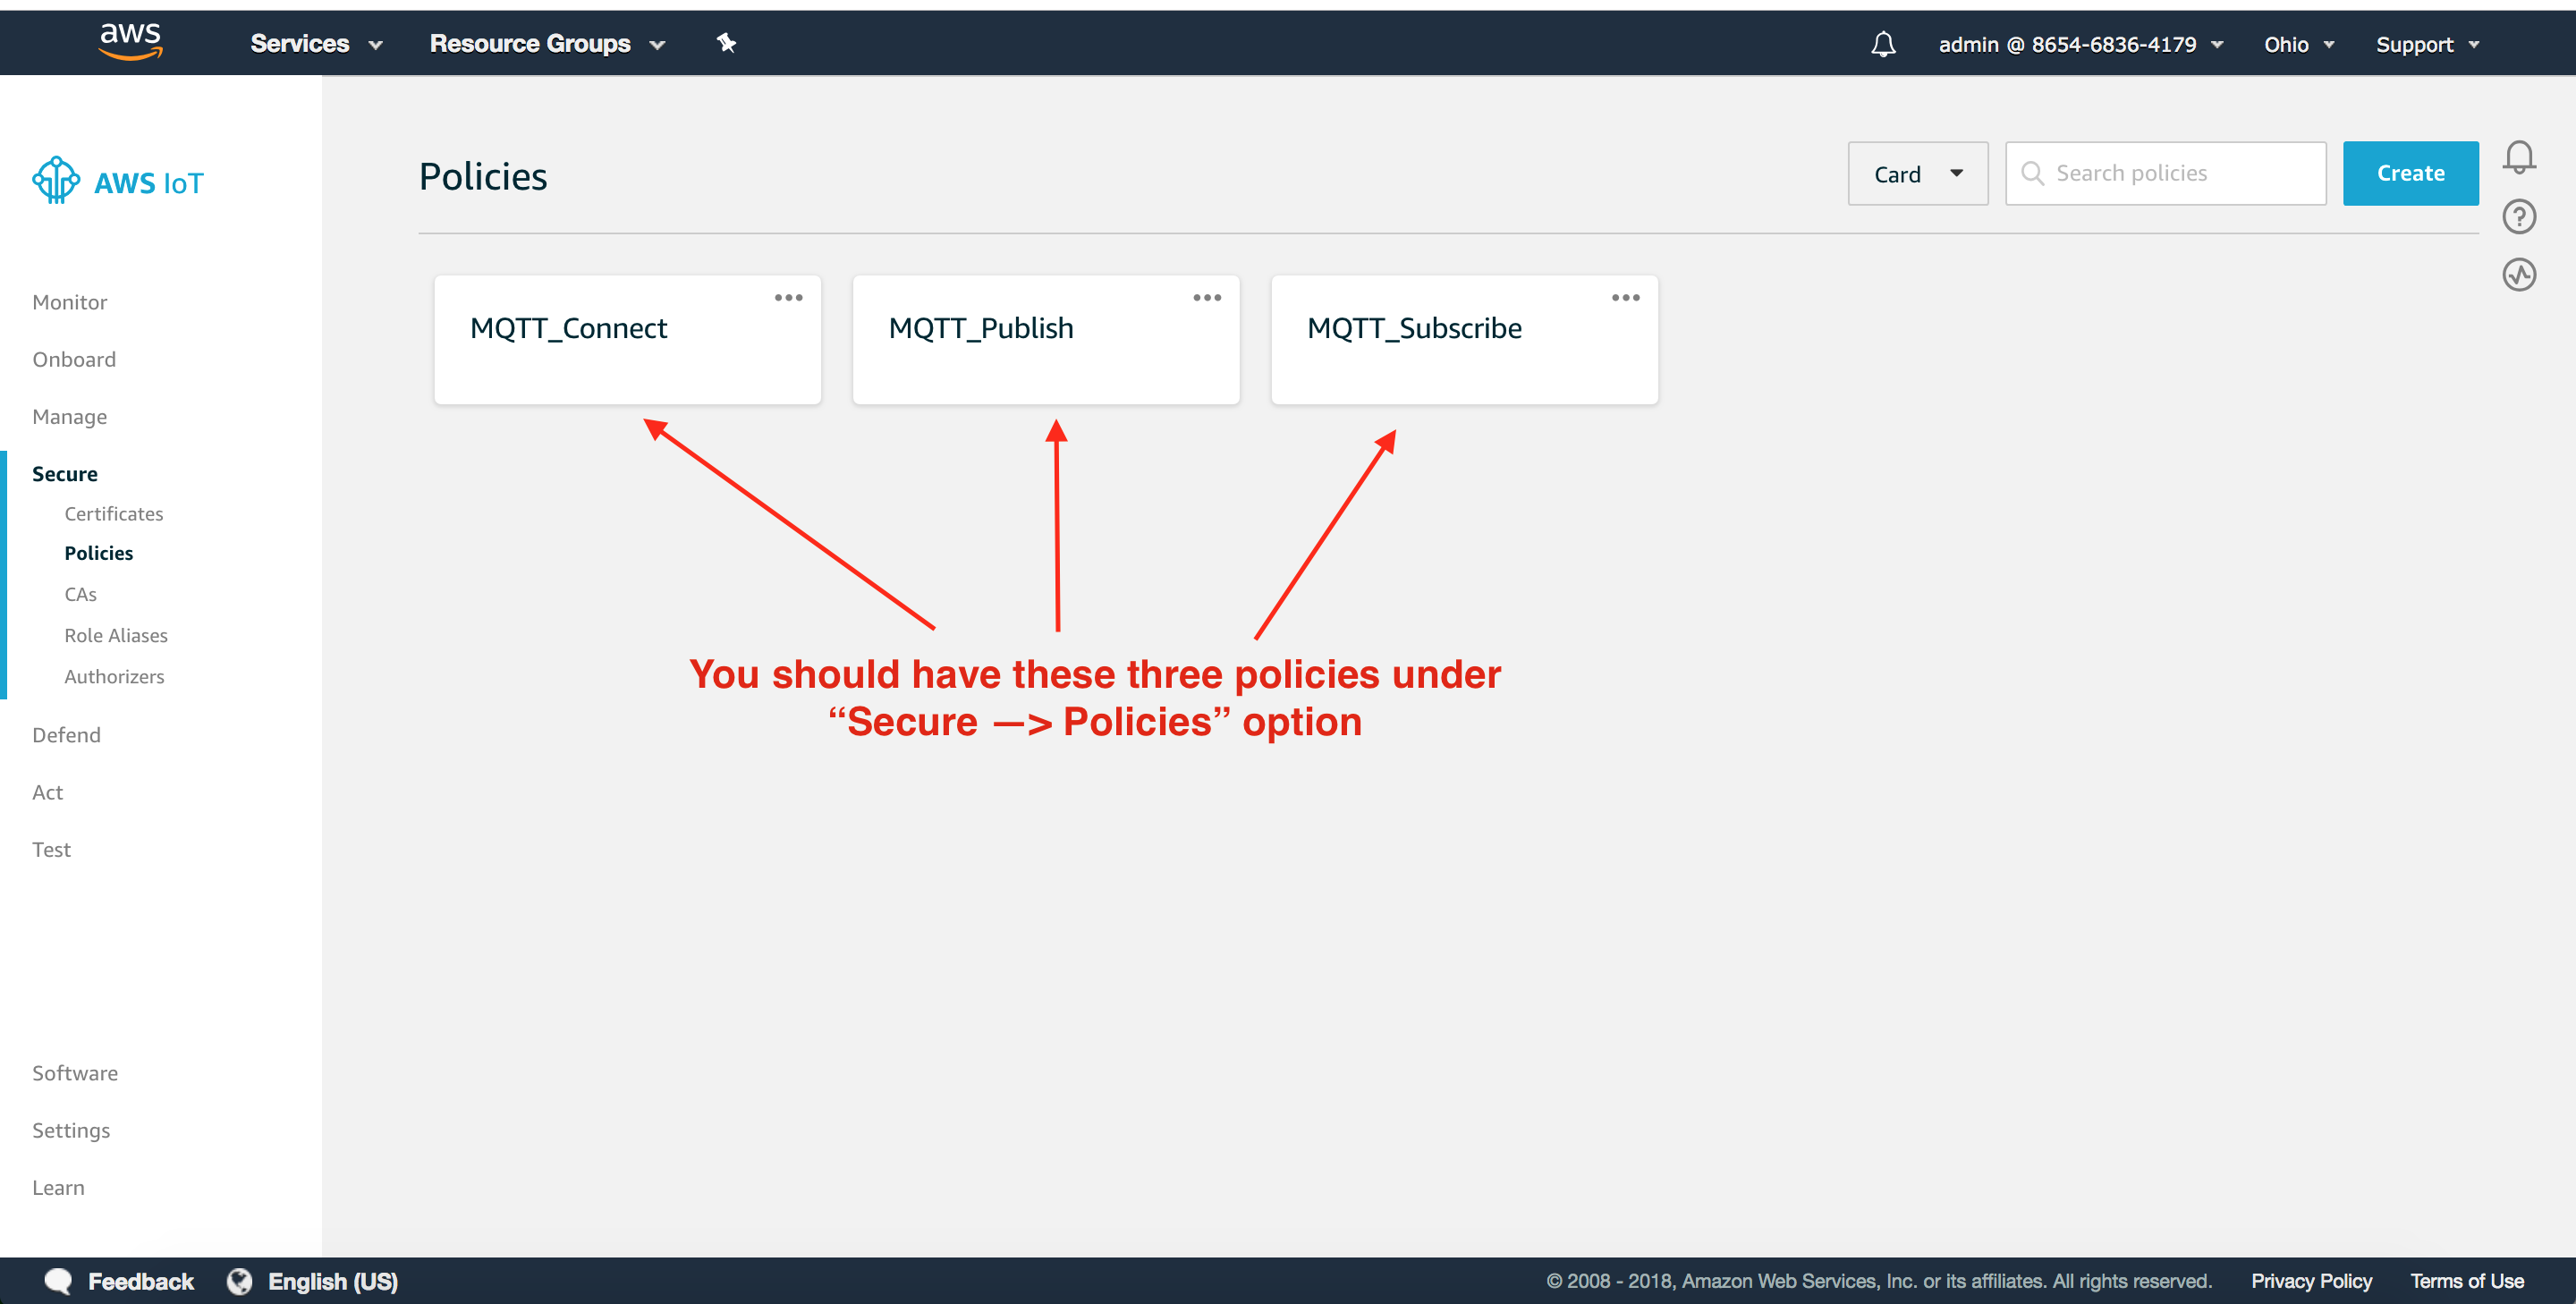 aws
Services
Resource Groups
admin @ 8654-6836-4179
Ohio
Support
AWS IoT
Monitor
Onboard
Manage
Secure
Certificates
Policies
CAs
Role Aliases
Authorizers
Defend
Act
Test
Software
Settings
Learn
Policies
Card
Search policies
Create
MQTT_Connect
MQTT_Publish
MQTT_Subscribe
You should have these three policies under
“Secure —> Policies” option
Feedback
English (US)
© 2008 - 2018, Amazon Web Services, Inc. or its affiliates. All rights reserved.
Privacy Policy
Terms of Use